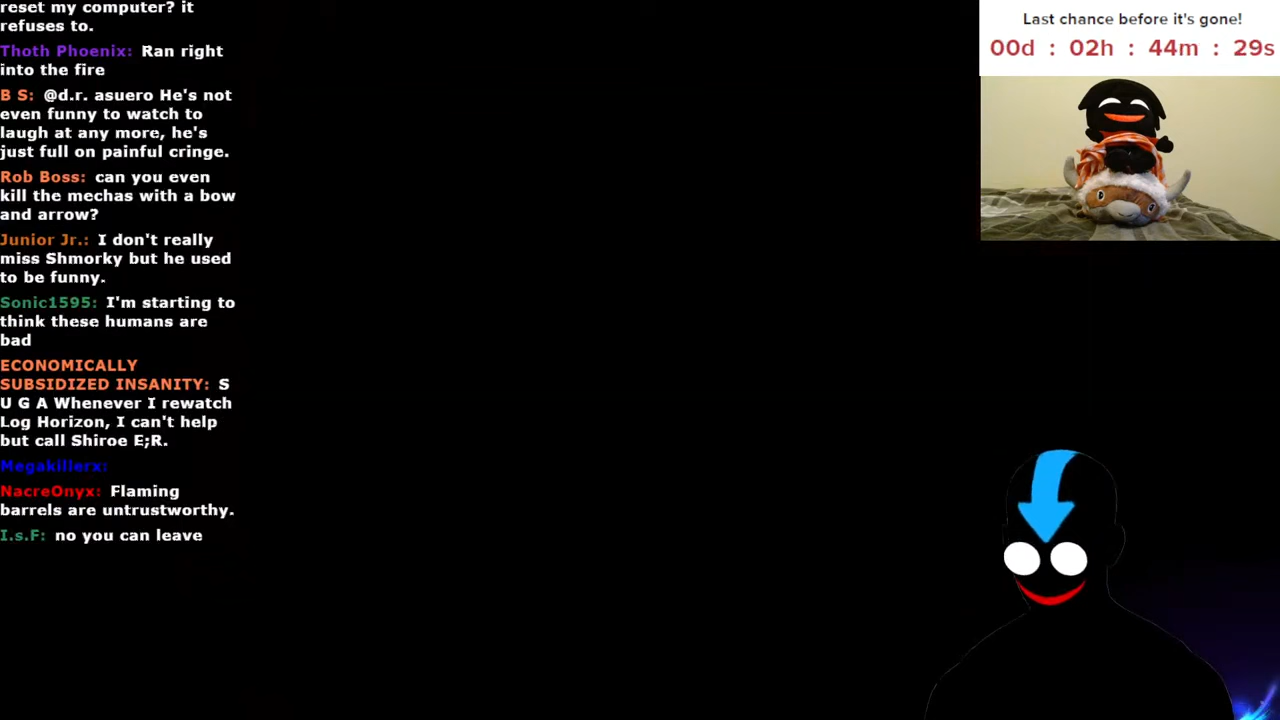 reset my computer? it
refuses to.
Thoth Phoenix: Ran right
into the fire
B S: @d.r. asuero He's not
even funny to watch to
laugh at any more, he's
just full on painful cringe.
Rob Boss: can you even
kill the mechas with a bow
and arrow?
Junior Jr.: I don't really
miss Shmorky but he used
to be funny.
Sonic1595: I'm starting to
think these humans are
bad
ECONOMICALLY
SUBSIDIZED INSANITY: S
U G A Whenever I rewatch
Log Horizon, I can't help
but call Shiroe E;R.
Megakillerx:
NacreOnyx: Flaming
barrels are untrustworthy.
I.s.F: no you can leave
Last chance before it's gone!
00d : 02h : 44m : 29s